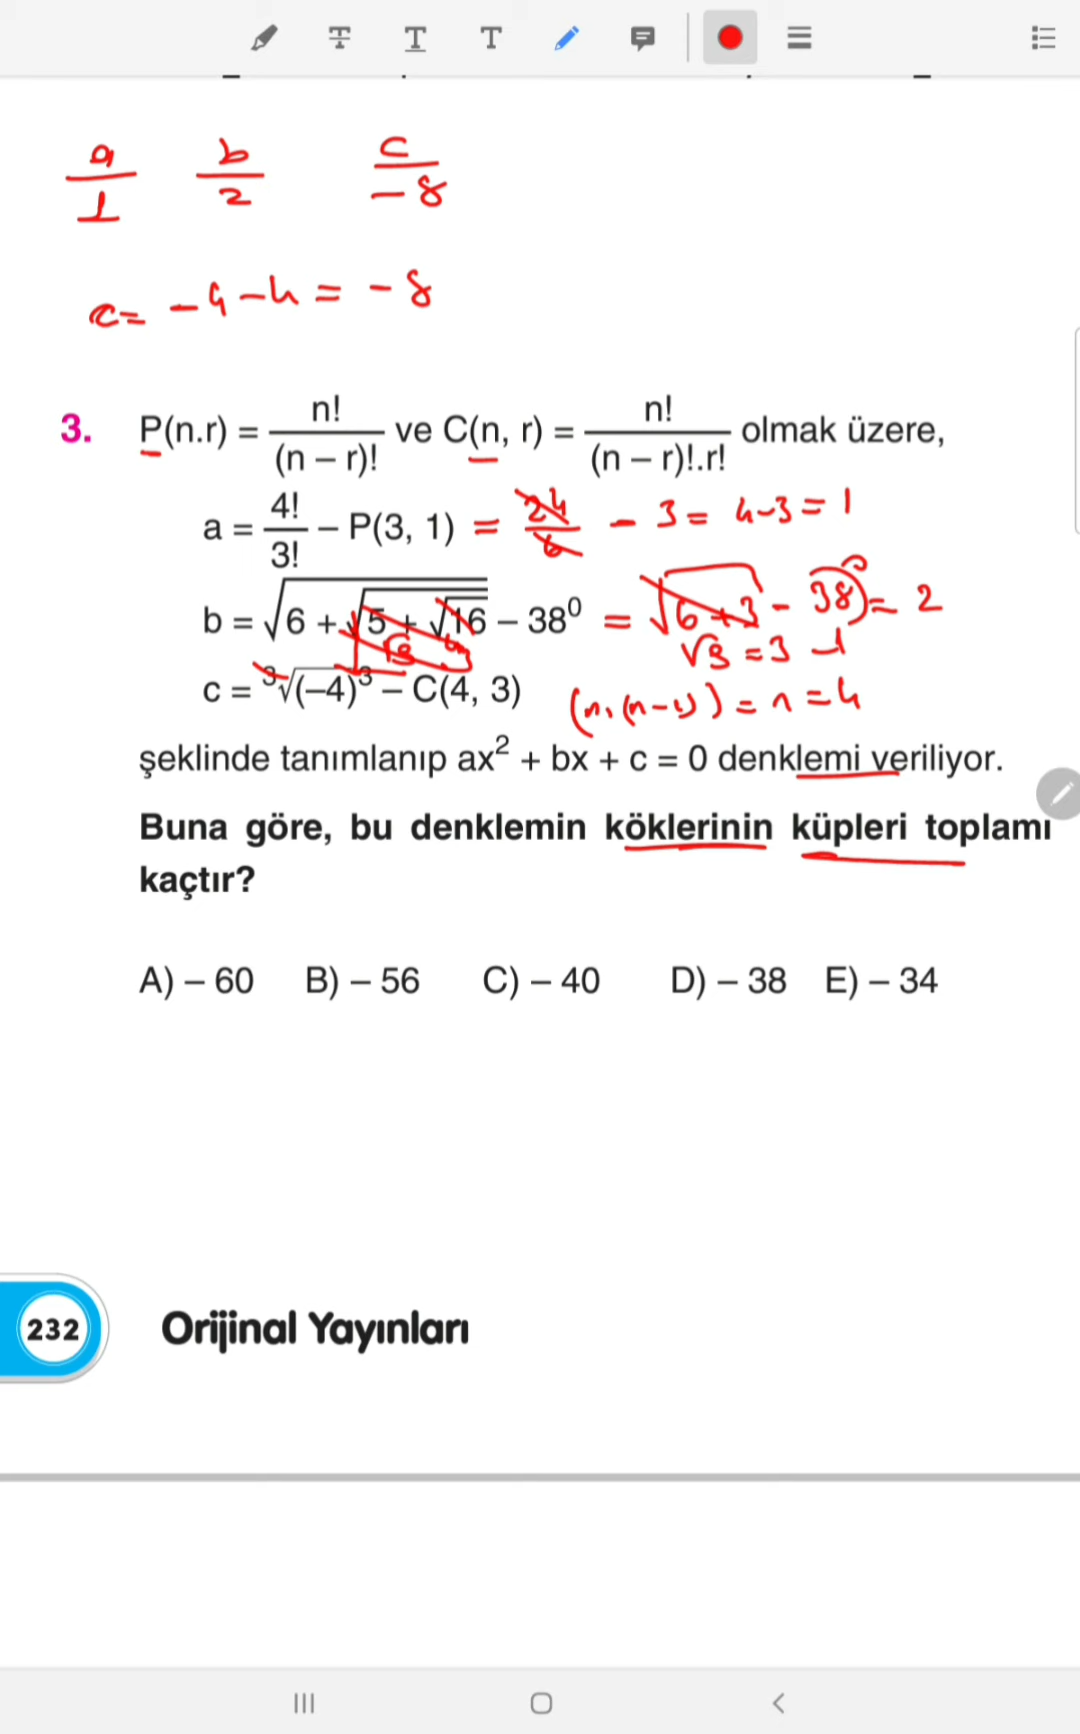 a/1 b/2 c/-8
c = -4 -4 = -8
3. P(n.r) = n!/(n – r)! ve C(n, r) = n!/(n – r)!.r! olmak üzere,
a = 4!/3! – P(3, 1) = 24/6 - 3 = 4-3 = 1
b = √(6 + √(5 + √16)) – 38⁰ = √(6+3) - 38⁰ = 2
√9 = 3 -1
c = ³√(–4)³ – C(4, 3) (n, (n-1)) = n = 4
şeklinde tanımlanıp ax² + bx + c = 0 denklemi veriliyor.
Buna göre, bu denklemin köklerinin küpleri toplamı
kaçtır?
A) – 60 B) – 56 C) – 40 D) – 38 E) – 34
232 Orijinal Yayınları